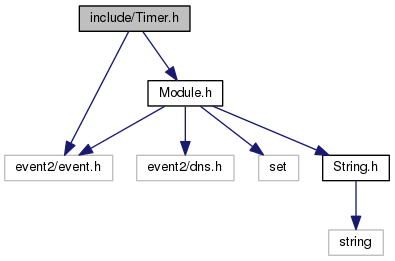 include/Timer.h
Module.h
event2/event.h
event2/dns.h
set
String.h
string